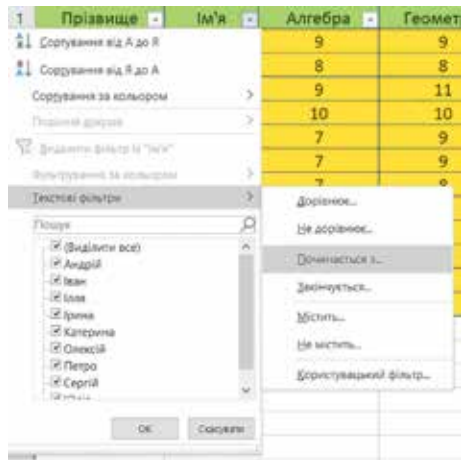 1 Прізвище Ім'я Алгебра Геомет
Сортування від А до Я
Сортування від Я до А
Сортування за кольором
Подання аркуша
Видалити фільтр із "Ім'я"
Фільтрування за кольором
Текстові фільтри
Пошук
(Виділити все)
Андрій
Іван
Ілля
Ірина
Катерина
Олексій
Петро
Сергій
ОК Скасувати
9 9
8 8
9 11
10 10
7 9
7 9
7
Дорівнює...
Не дорівнює...
Починається з...
Закінчується...
Містить...
Не містить...
Користувацький фільтр...